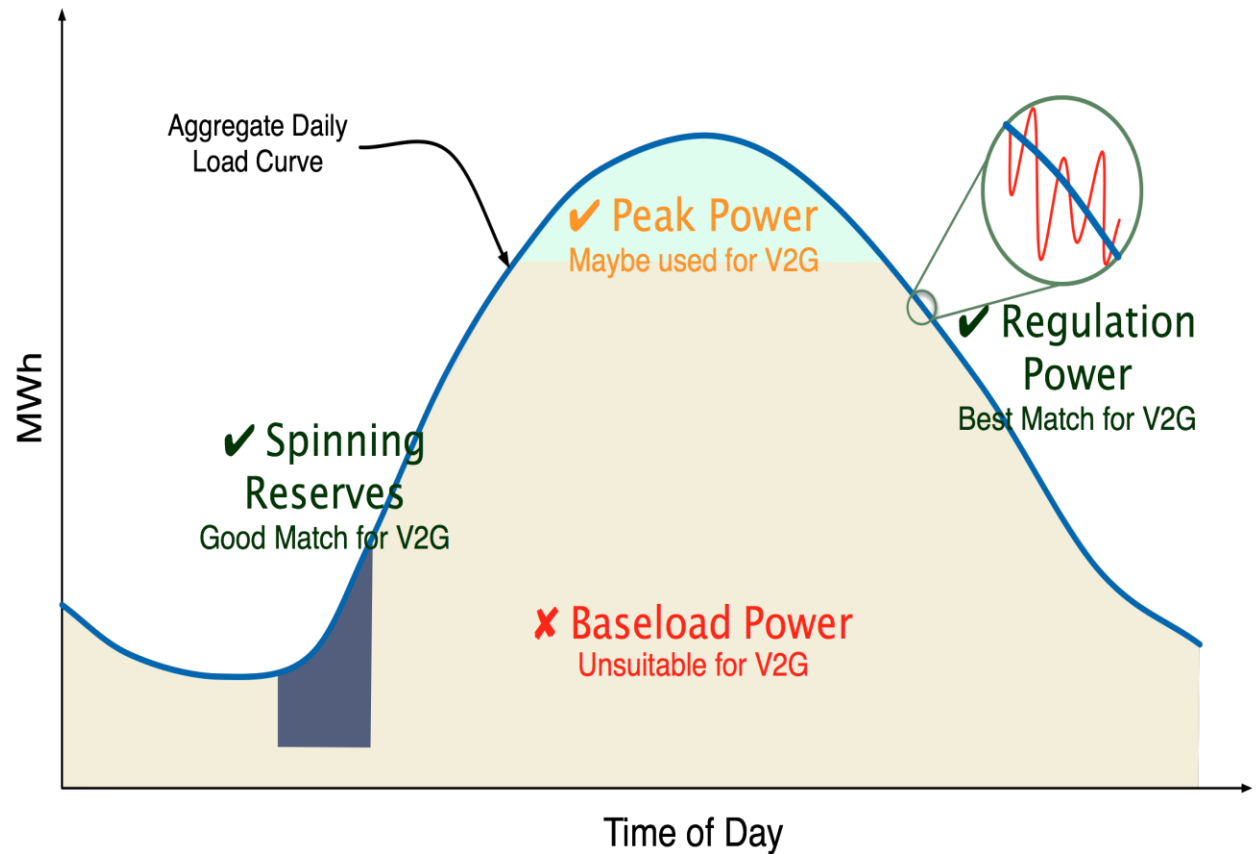 Aggregate Daily
Load Curve
✔ Peak Power
Maybe used for V2G
✔ Regulation
Power
Best Match for V2G
MWh
✔ Spinning
Reserves
Good Match for V2G
✘ Baseload Power
Unsuitable for V2G
Time of Day